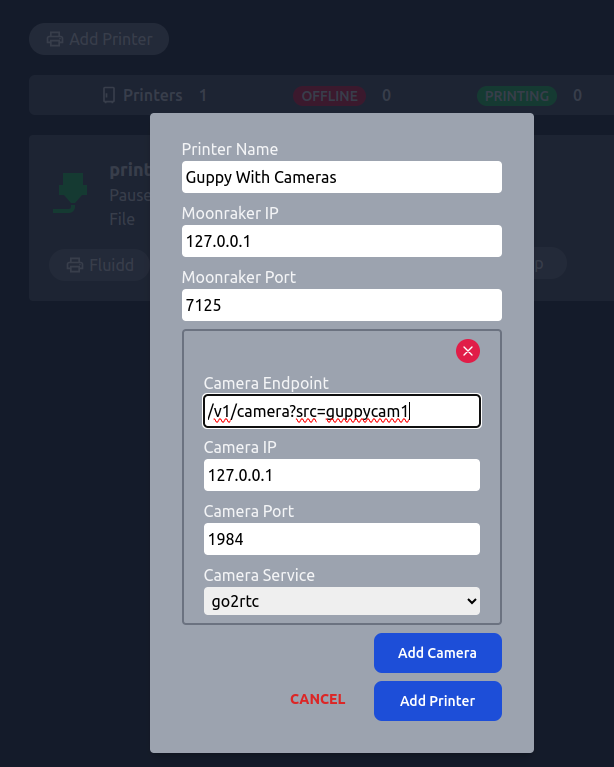 Add Printer
Printers 1 OFFLINE 0 PRINTING 0
Printer Name
Guppy With Cameras
Moonraker IP
127.0.0.1
Moonraker Port
7125
Camera Endpoint
/v1/camera?src=guppycam1
Camera IP
127.0.0.1
Camera Port
1984
Camera Service
go2rtc
Add Camera
CANCEL Add Printer
print
Pause
File
Fluidd
p